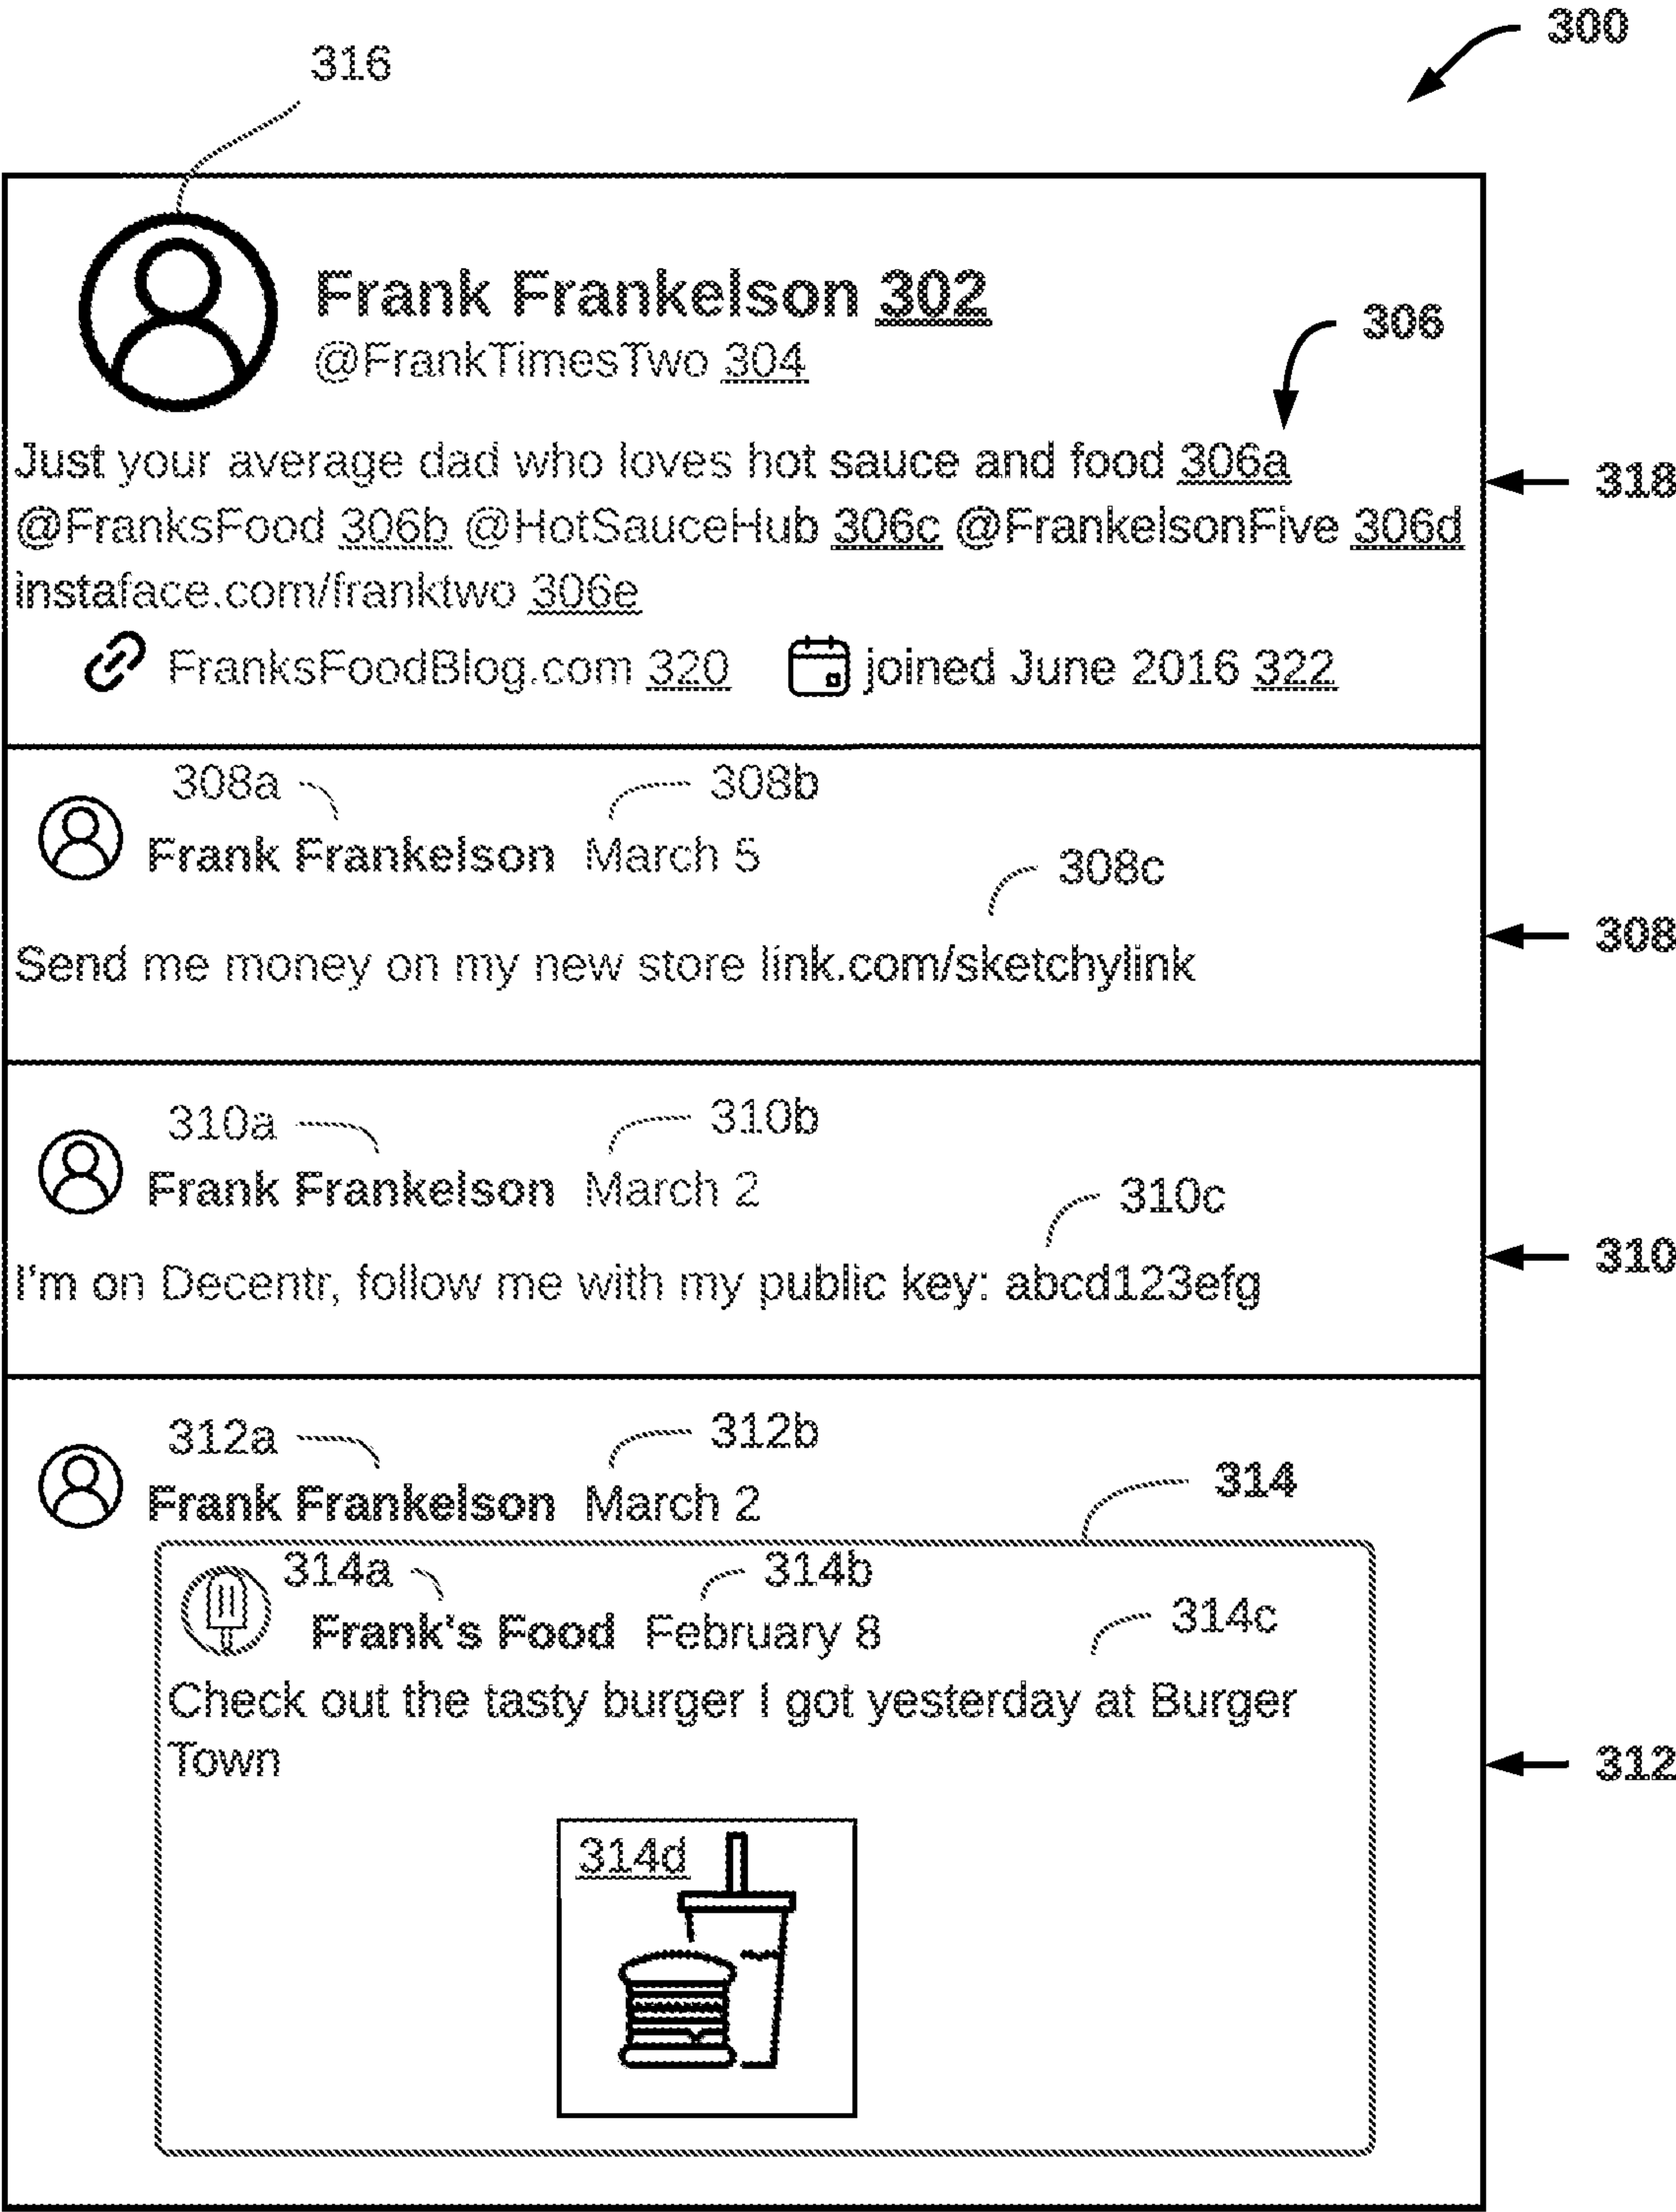 300
316
Frank Frankelson 302
@FrankTimesTwo 304
306
Just your average dad who loves hot sauce and food 306a
318
@FranksFood 306b @HotSauceHub 306c @FrankelsonFive 306d
instaface.com/franktwo 306e
FranksFoodBlog.com 320 joined June 2016 322
308a 308b
Frank Frankelson March 5
308c
308
Send me money on my new store link.com/sketchylink
310a 310b
Frank Frankelson March 2
310c
310
I'm on Decentr, follow me with my public key: abcd123efg
312a 312b
Frank Frankelson March 2
314
314a 314b
314c
Frank's Food February 8
Check out the tasty burger I got yesterday at Burger
Town
312
314d